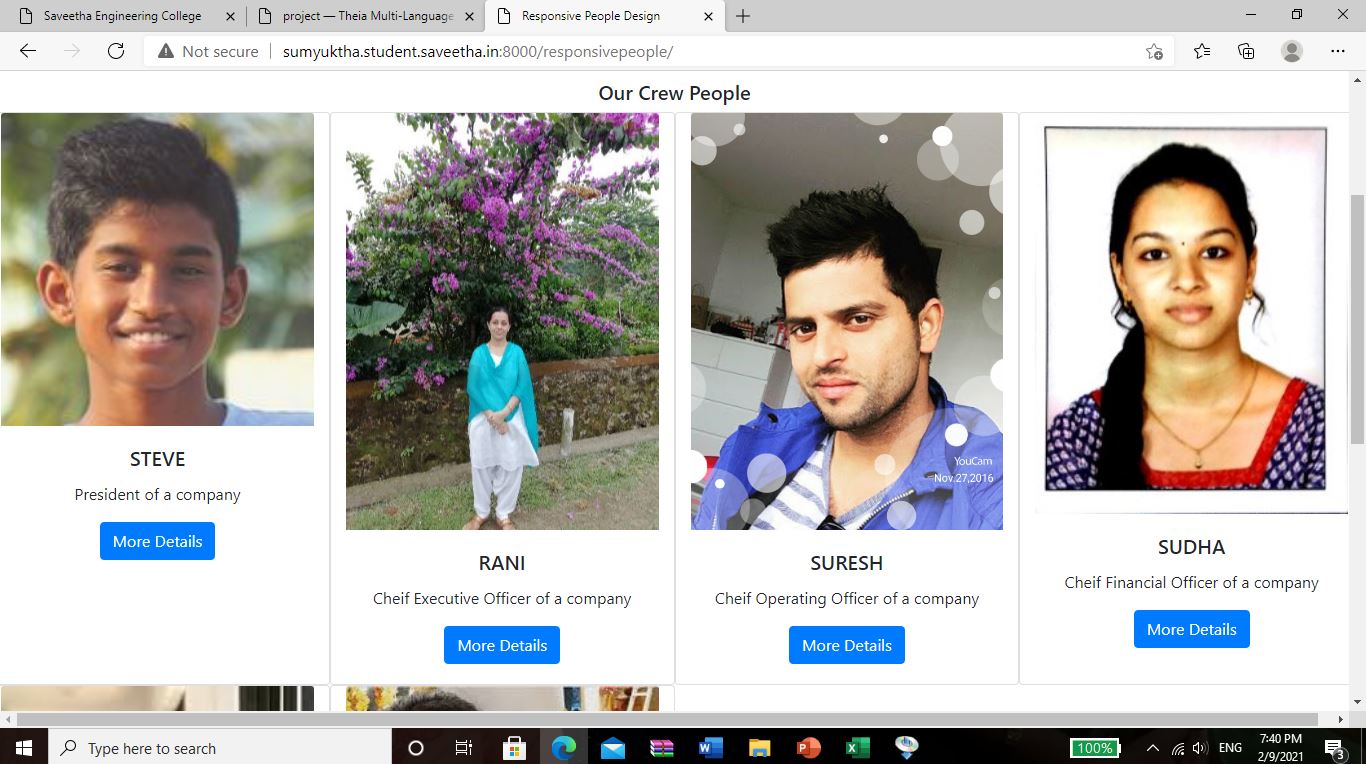 Saveetha Engineering College
project — Theia Multi-Language
Responsive People Design
Not secure
sumyuktha.student.saveetha.in:8000/responsivepeople/
Our Crew People
STEVE
President of a company
More Details
RANI
Cheif Executive Officer of a company
More Details
YouCam
Nov.27,2016
SURESH
Cheif Operating Officer of a company
More Details
SUDHA
Cheif Financial Officer of a company
More Details
Type here to search
100%
ENG
7:40 PM
2/9/2021
3